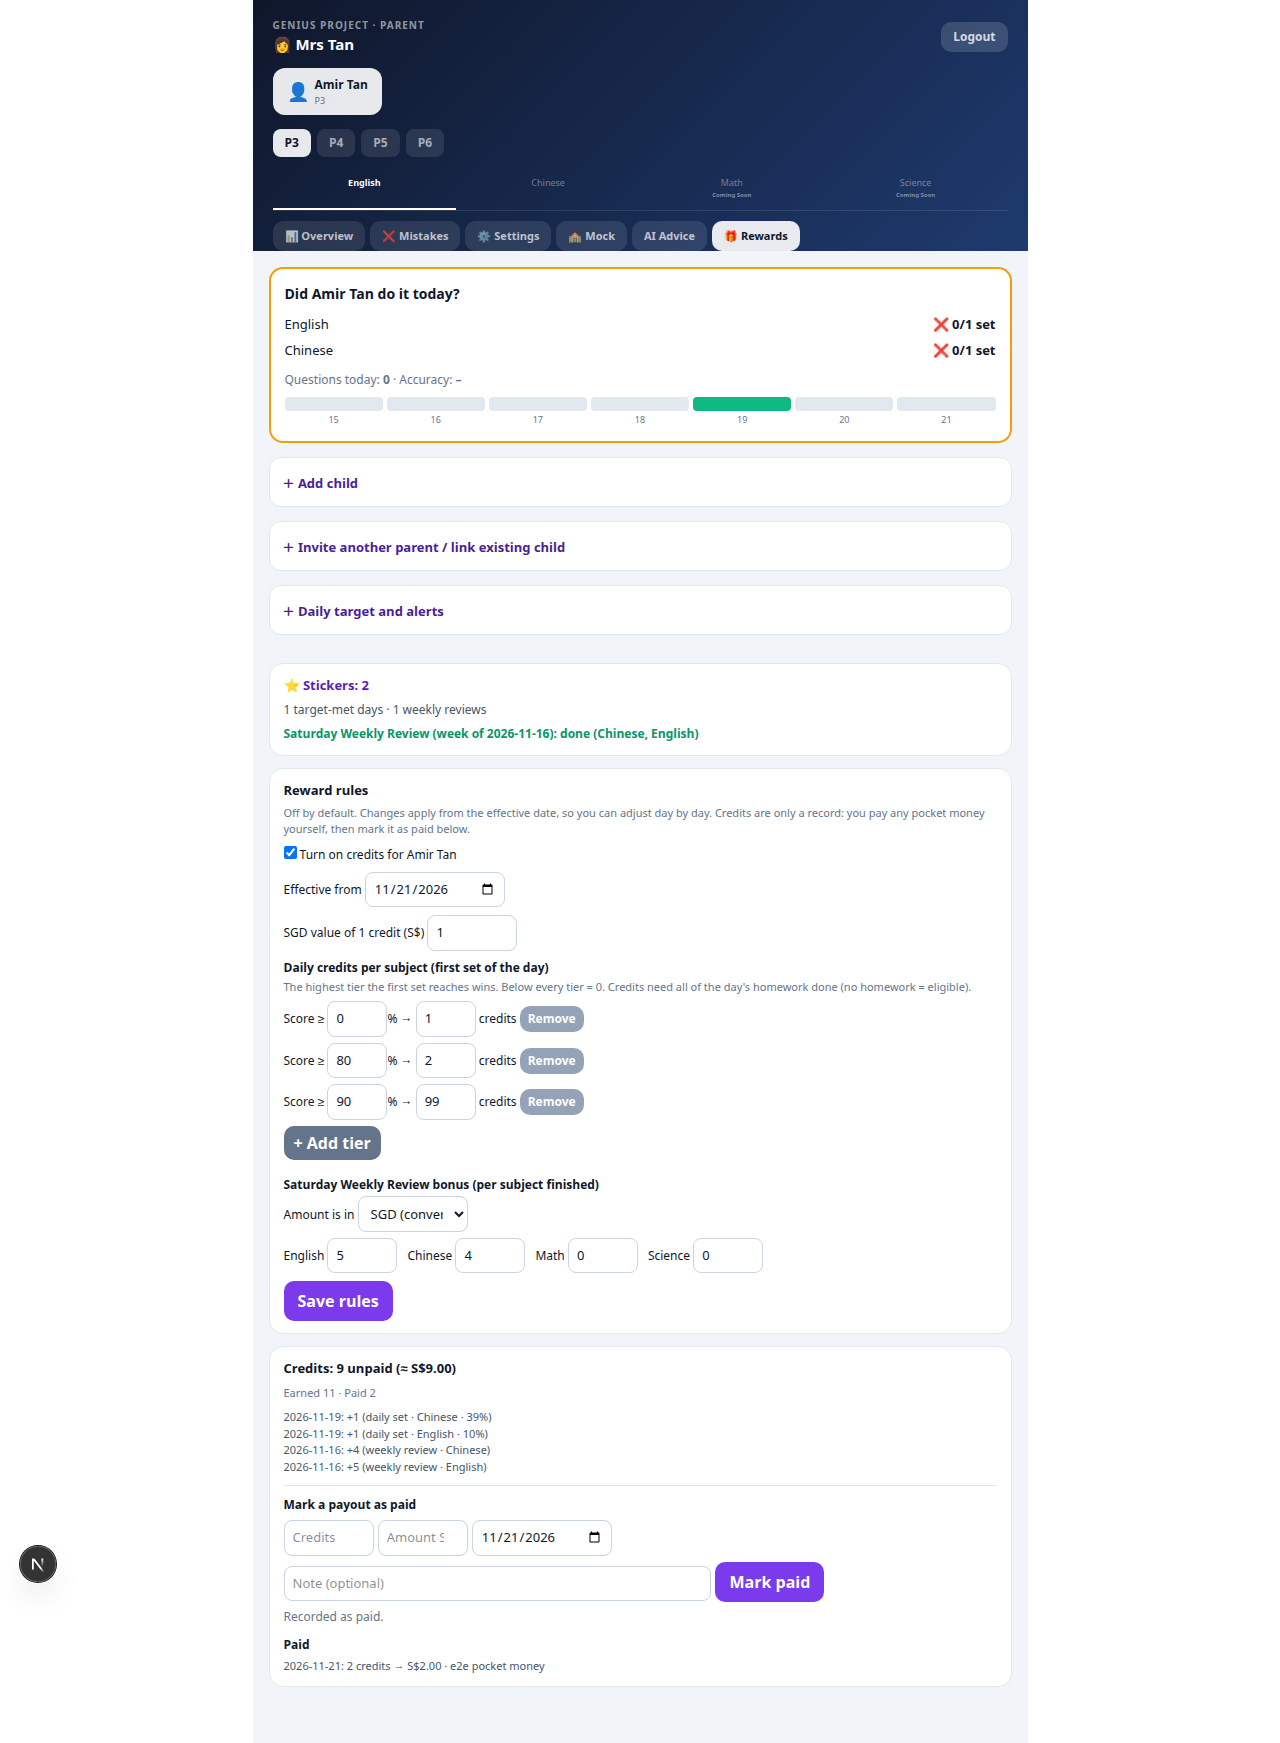 GENIUS PROJECT · PARENT
👩 Mrs Tan
Logout
👤 Amir Tan
P3
P3 P4 P5 P6
English Chinese Math Science
Coming Soon Coming Soon
📊 Overview ❌ Mistakes ⚙️ Settings 🏫 Mock AI Advice 🎁 Rewards
Did Amir Tan do it today?
English ❌ 0/1 set
Chinese ❌ 0/1 set
Questions today: 0 · Accuracy: –
15 16 17 18 19 20 21
+ Add child
+ Invite another parent / link existing child
+ Daily target and alerts
⭐ Stickers: 2
1 target-met days · 1 weekly reviews
Saturday Weekly Review (week of 2026-11-16): done (Chinese, English)
Reward rules
Off by default. Changes apply from the effective date, so you can adjust day by day. Credits are only a record: you pay any pocket money
yourself, then mark it as paid below.
Turn on credits for Amir Tan
Effective from 11/21/2026
SGD value of 1 credit (S$) 1
Daily credits per subject (first set of the day)
The highest tier the first set reaches wins. Below every tier = 0. Credits need all of the day's homework done (no homework = eligible).
Score ≥ 0 % → 1 credits Remove
Score ≥ 80 % → 2 credits Remove
Score ≥ 90 % → 99 credits Remove
+ Add tier
Saturday Weekly Review bonus (per subject finished)
Amount is in SGD (conver
English 5 Chinese 4 Math 0 Science 0
Save rules
Credits: 9 unpaid (≈ S$9.00)
Earned 11 · Paid 2
2026-11-19: +1 (daily set · Chinese · 39%)
2026-11-19: +1 (daily set · English · 10%)
2026-11-16: +4 (weekly review · Chinese)
2026-11-16: +5 (weekly review · English)
Mark a payout as paid
Credits Amount S 11/21/2026
Note (optional) Mark paid
Recorded as paid.
Paid
2026-11-21: 2 credits → S$2.00 · e2e pocket money
N